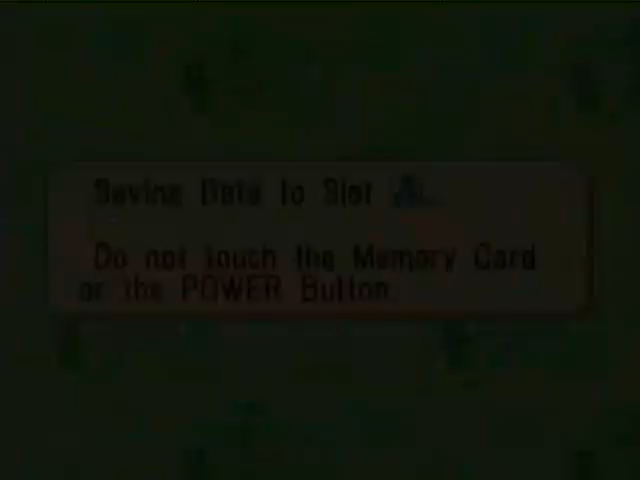 Saving Data to Slot A...
Do not touch the Memory Card
or the POWER Button.